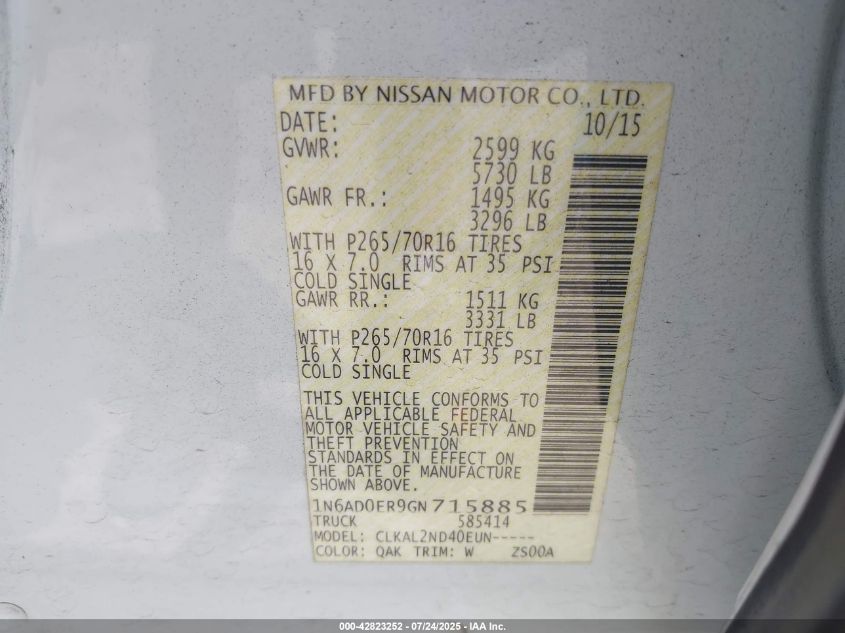 MFD BY NISSAN MOTOR CO., LTD.
DATE: 10/15
GVWR: 2599 KG
5730 LB
GAWR FR.: 1495 KG
3296 LB
WITH P265/70R16 TIRES
16 X 7.0 RIMS AT 35 PSI
COLD SINGLE
GAWR RR.: 1511 KG
3331 LB
WITH P265/70R16 TIRES
16 X 7.0 RIMS AT 35 PSI
COLD SINGLE
THIS VEHICLE CONFORMS TO
ALL APPLICABLE FEDERAL
MOTOR VEHICLE SAFETY AND
THEFT PREVENTION
STANDARDS IN EFFECT ON
THE DATE OF MANUFACTURE
SHOWN ABOVE.
1N6AD0ER9GN715885
TRUCK 585414
MODEL: CLKAL2ND40EUN-----
COLOR: QAK TRIM: W ZS00A
000-42823252 - 07/24/2025 - IAA Inc.